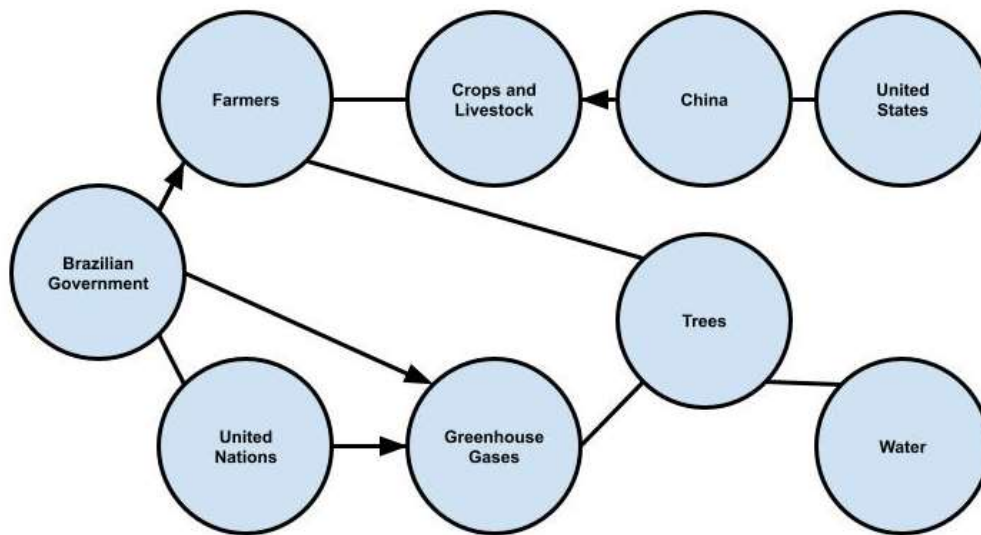 Farmers
Crops and
Livestock
China
United
States
Brazilian
Government
Trees
United
Nations
Greenhouse
Gases
Water